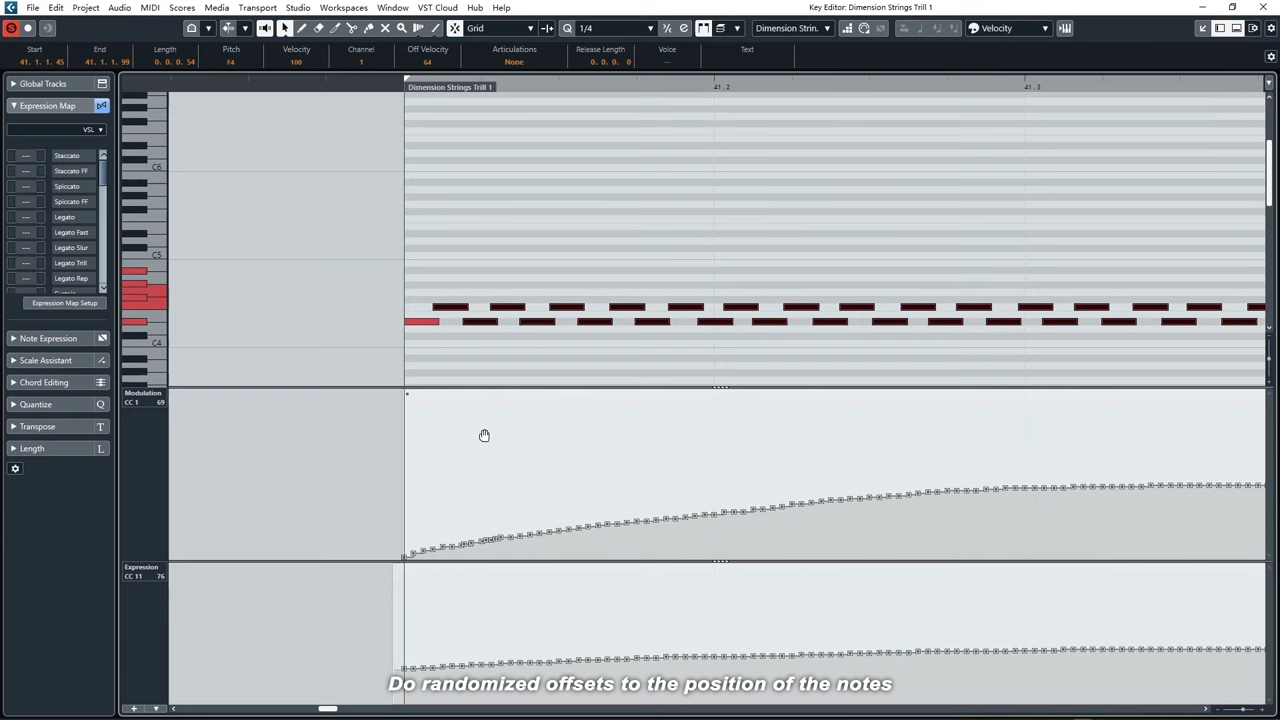 File Edit Project Audio MIDI Scores Media Transport Studio Workspaces Window VST Cloud Hub Help Key Editor: Dimension Strings Trill 1
S Grid Q 1/4 Dimension Strin. Velocity
Start End Length Pitch Velocity Channel Off Velocity Articulations Release Length Voice Text
41. 1. 1. 45 41. 1. 1. 99 0. 0. 0. 54 F4 100 1 64 None 0. 0. 0. 0 --
Global Tracks
Dimension Strings Trill 1 41.2 41.3
Expression Map
VSL
--- Staccato
--- Staccato FF
C6
--- Spiccato
--- Spiccato FF
--- Legato
--- Legato Fast
--- Legato Slur
C5
--- Legato Trill
--- Legato Rep
Expression Map Setup
Note Expression
C4
Scale Assistant
Chord Editing
Modulation
CC 1 69
Quantize Q
Transpose T
Length L
Expression
CC 11 76
Do randomized offsets to the position of the notes